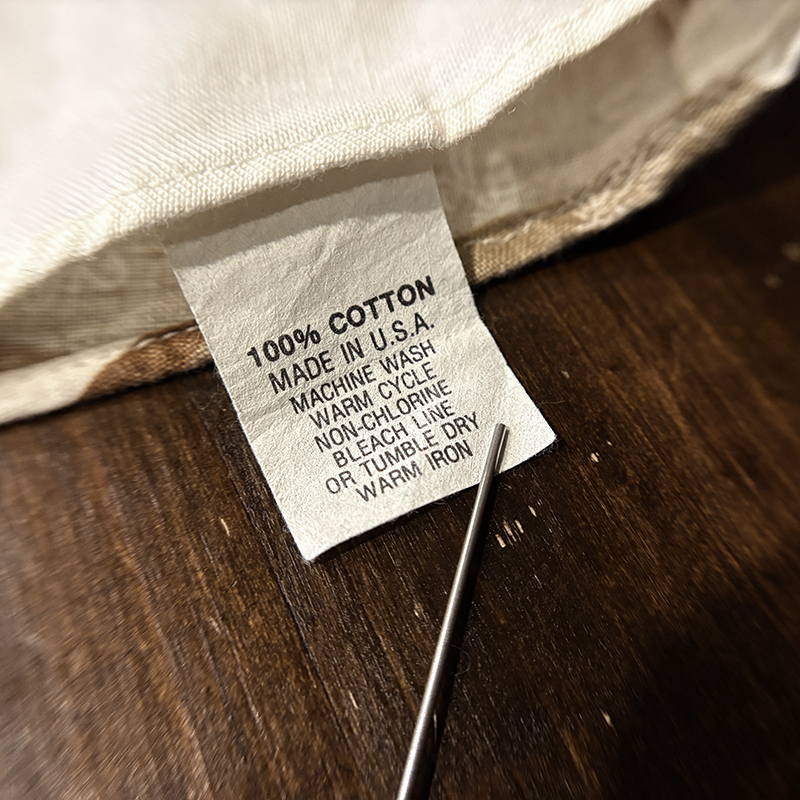 100% COTTON
MADE IN U.S.A.
MACHINE WASH
WARM CYCLE
NON-CHLORINE
BLEACH LINE
OR TUMBLE DRY
WARM IRON